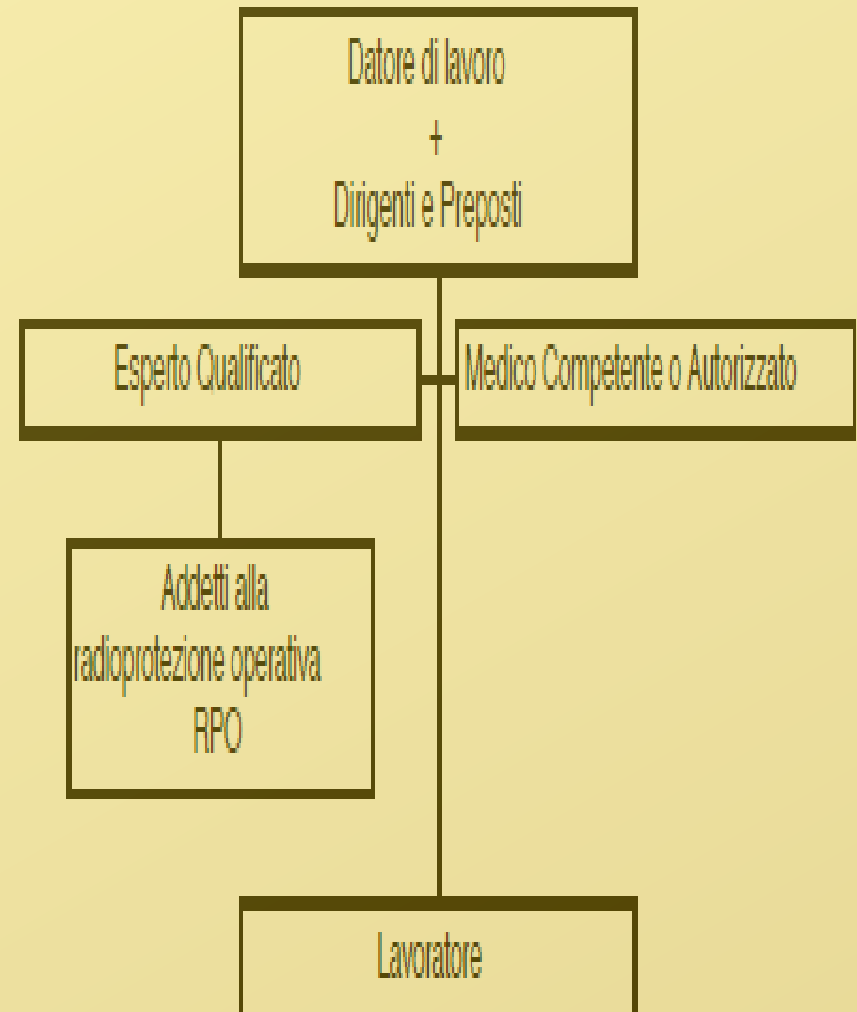 Datore di lavoro
+
Dirigenti e Preposti
Esperto Qualificato
Medico Competente o Autorizzato
Addetti alla
radioprotezione operativa
RPO
Lavoratore